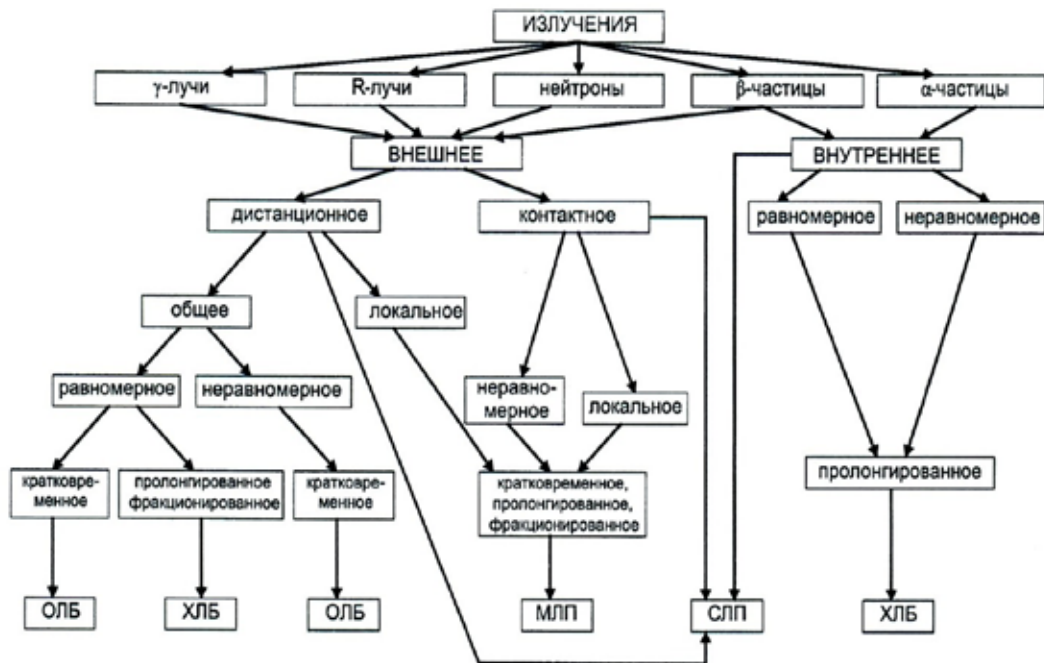 ИЗЛУЧЕНИЯ
γ-лучи
R-лучи
нейтроны
β-частицы
α-частицы
ВНЕШНЕЕ
ВНУТРЕННЕЕ
дистанционное
контактное
равномерное
неравномерное
общее
локальное
равномерное
неравномерное
неравно-
мерное
локальное
кратковре-
менное
пролонгированное
фракционированное
кратковре-
менное
кратковременное,
пролонгированное,
фракционированное
пролонгированное
ОЛБ
ХЛБ
ОЛБ
МЛП
СЛП
ХЛБ